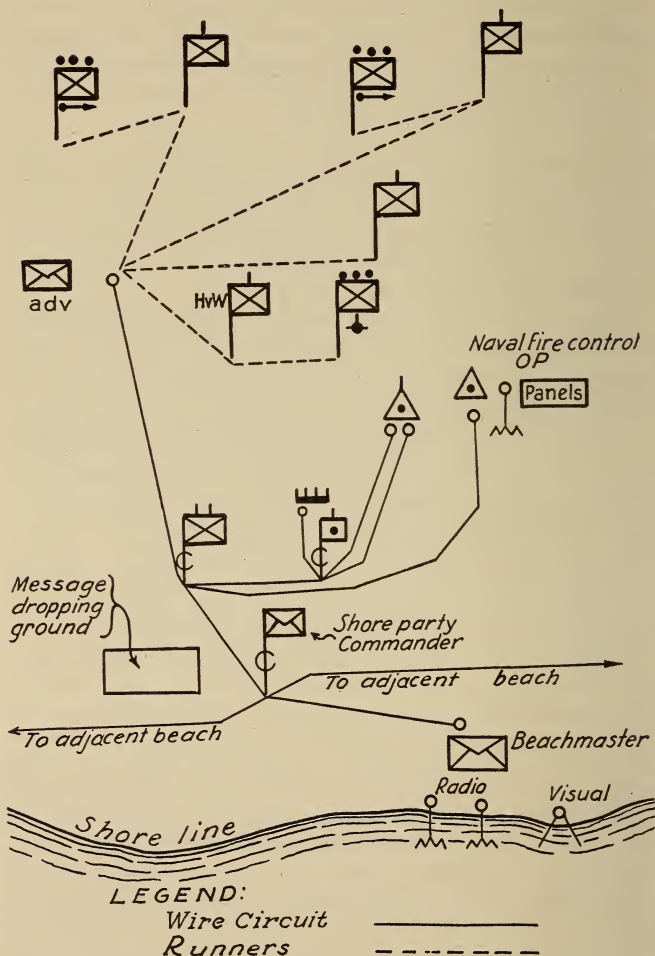 adv
HvW
Naval fire control
OP
Panels
Message
dropping
ground
Shore party
Commander
To adjacent beach
To adjacent beach
Beachmaster
Radio
Visual
Shore line
LEGEND:
Wire Circuit
Runners